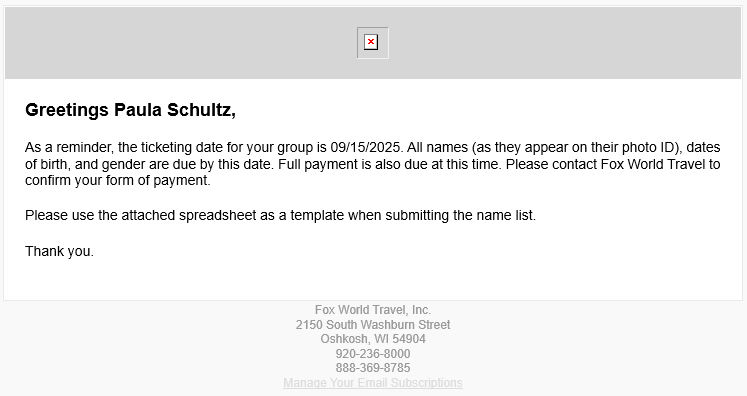 Greetings Paula Schultz,
As a reminder, the ticketing date for your group is 09/15/2025. All names (as they appear on their photo ID), dates
of birth, and gender are due by this date. Full payment is also due at this time. Please contact Fox World Travel to
confirm your form of payment.
Please use the attached spreadsheet as a template when submitting the name list.
Thank you.
Fox World Travel, Inc.
2150 South Washburn Street
Oshkosh, WI 54904
920-236-8000
888-369-8785
Manage Your Email Subscriptions